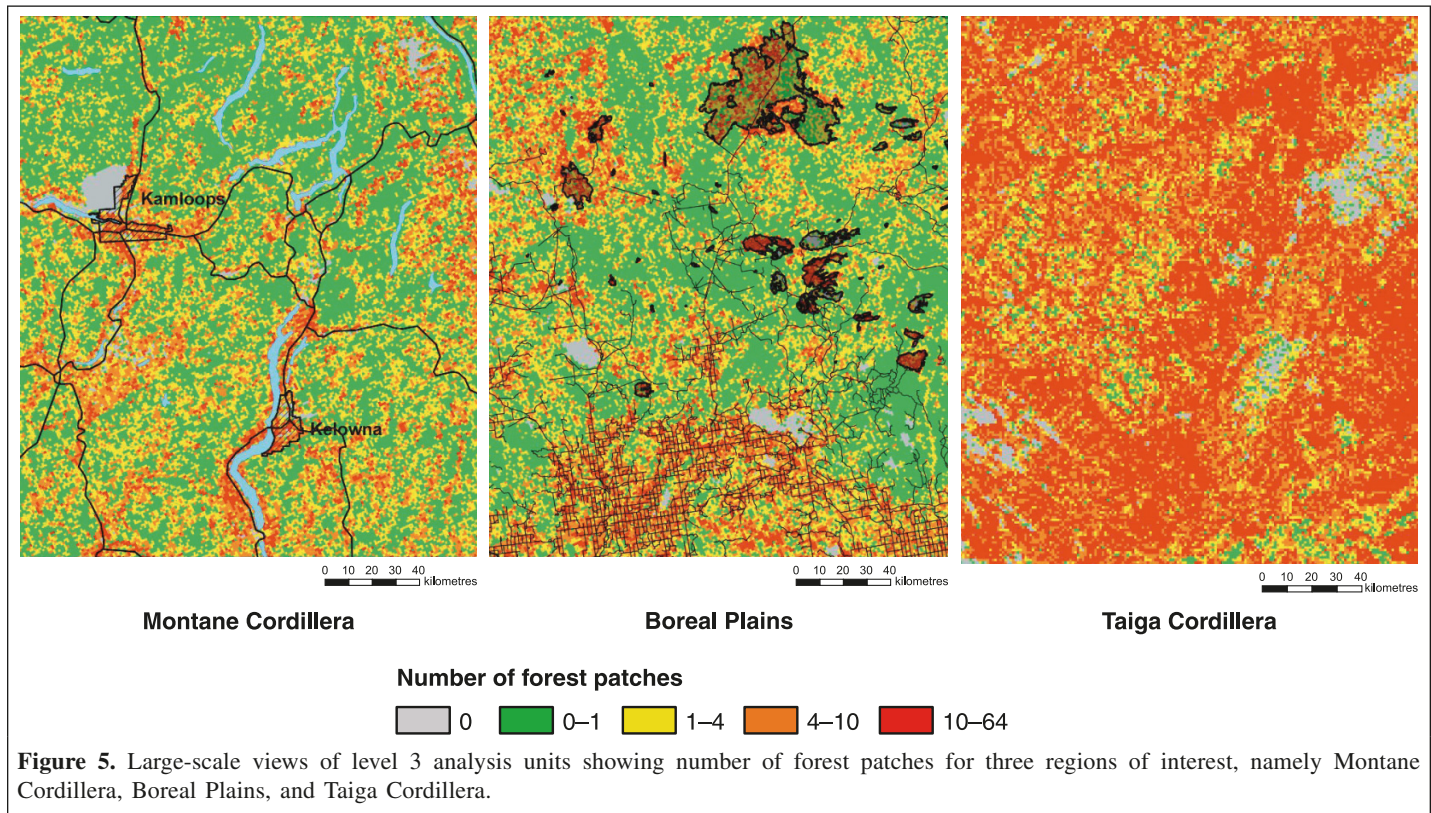 Kamloops
Kelowna
0 10 20 30 40 kilometres
0 10 20 30 40 kilometres
0 10 20 30 40 kilometres
Montane Cordillera
Boreal Plains
Taiga Cordillera
Number of forest patches
0 0–1 1–4 4–10 10–64
Figure 5. Large-scale views of level 3 analysis units showing number of forest patches for three regions of interest, namely Montane
Cordillera, Boreal Plains, and Taiga Cordillera.